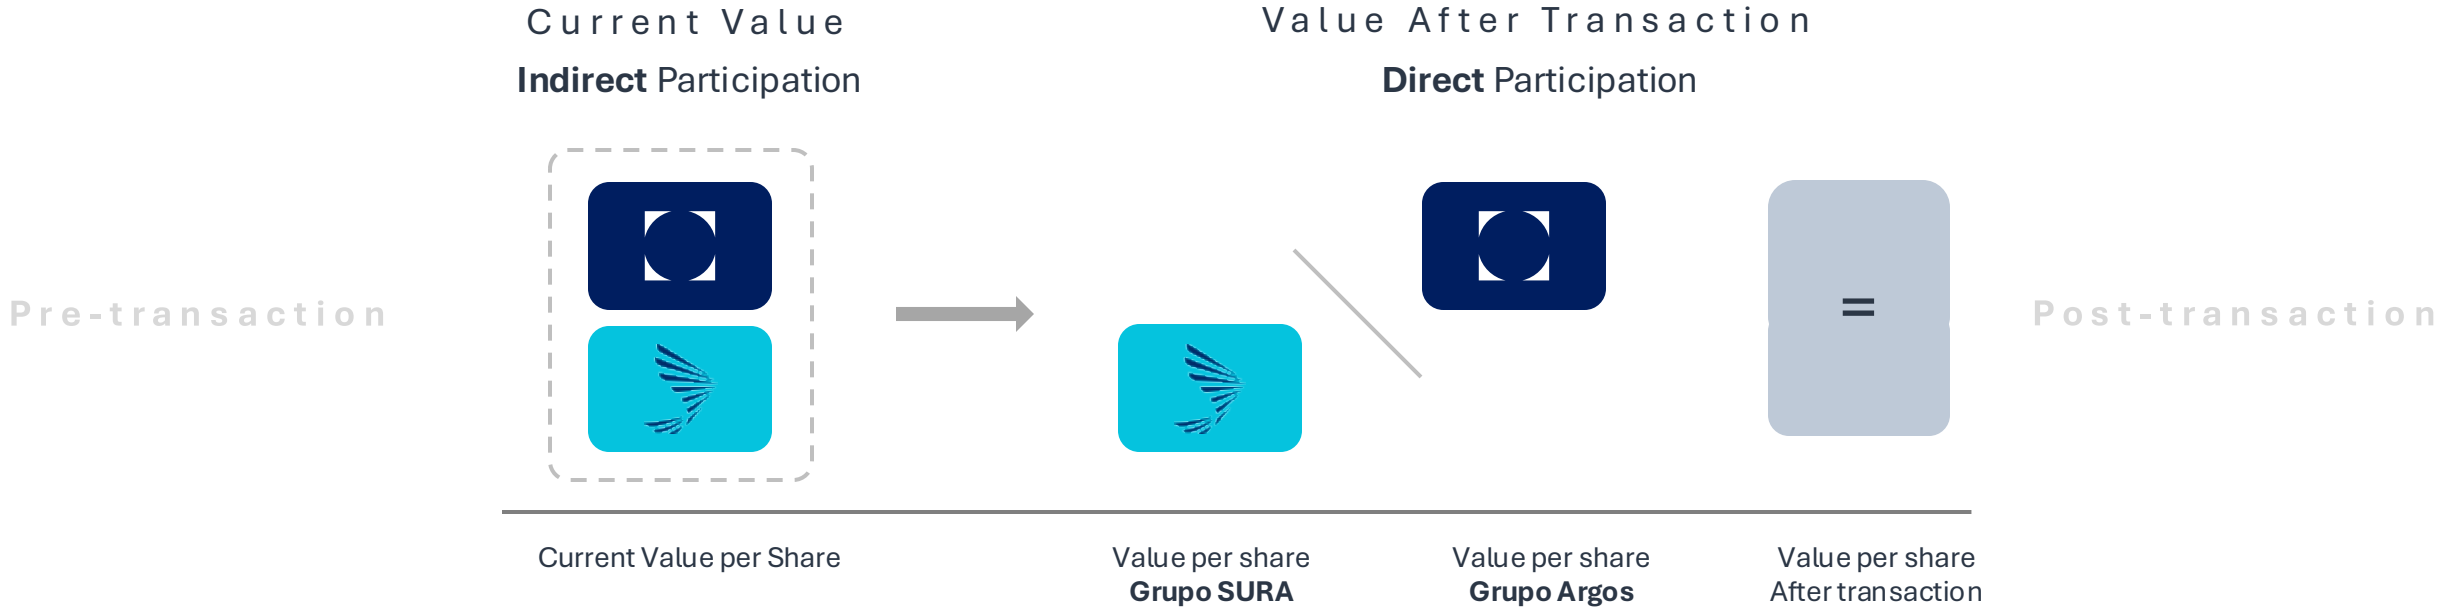 Current Value
Indirect Participation
Value After Transaction
Direct Participation
Pre-transaction
=
Post-transaction
Current Value per Share
Value per share
Grupo SURA
Value per share
Grupo Argos
Value per share
After transaction